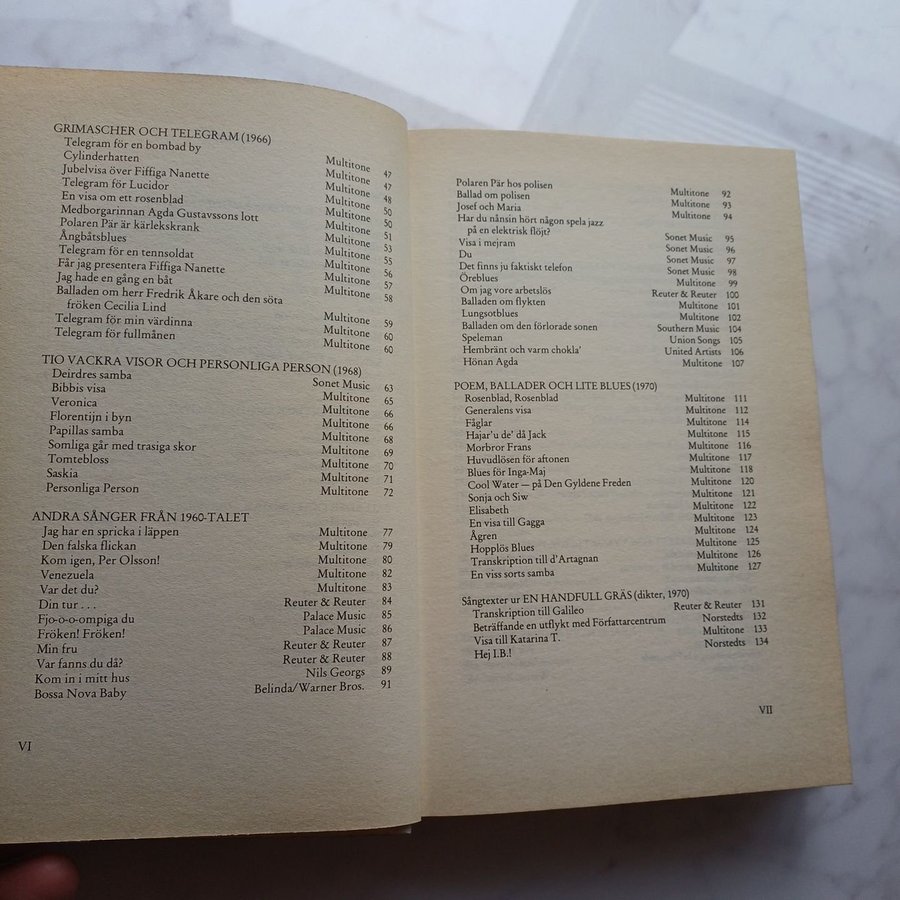 GRIMASCHER OCH TELEGRAM (1966)
Telegram för en bombad by Multitone 47
Cylinderhatten Multitone 47
Jubelvisa över Fiffiga Nanette Multitone 48
Telegram för Lucidor Multitone 50
En visa om ett rosenblad Multitone 50
Medborgarinnan Agda Gustavssons lott Multitone 51
Polaren Pär är kärlekskrank Multitone 53
Ångbåtsblues Multitone 55
Telegram för en tennsoldat Multitone 56
Får jag presentera Fiffiga Nanette Multitone 57
Jag hade en gång en båt Multitone 58
Balladen om herr Fredrik Åkare och den söta
fröken Cecilia Lind Multitone 59
Telegram för min värdinna Multitone 60
Telegram för fullmånen Multitone 60
TIO VACKRA VISOR OCH PERSONLIGA PERSON (1968)
Deirdres samba Sonet Music 63
Bibbis visa Multitone 65
Veronica Multitone 66
Florentijn i byn Multitone 66
Papillas samba Multitone 68
Somliga går med trasiga skor Multitone 69
Tomtebloss Multitone 70
Saskia Multitone 71
Personliga Person Multitone 72
ANDRA SÅNGER FRÅN 1960-TALET
Jag har en spricka i läppen Multitone 77
Den falska flickan Multitone 79
Kom igen, Per Olsson! Multitone 80
Venezuela Multitone 82
Var det du? Multitone 83
Din tur . . . Reuter & Reuter 84
Fjo-o-o-ompiga du Palace Music 85
Fröken! Fröken! Palace Music 86
Min fru Reuter & Reuter 87
Var fanns du då? Reuter & Reuter 88
Kom in i mitt hus Nils Georgs 89
Bossa Nova Baby Belinda/Warner Bros. 91
VI
Polaren Pär hos polisen Multitone 92
Ballad om polisen Multitone 93
Josef och Maria Multitone 94
Har du nånsin hört någon spela jazz
på en elektrisk flöjt? Sonet Music 95
Visa i mejram Sonet Music 96
Du Sonet Music 97
Det finns ju faktiskt telefon Sonet Music 98
Öreblues Multitone 99
Om jag vore arbetslös Reuter & Reuter 100
Balladen om flykten Multitone 101
Lungsotblues Multitone 102
Balladen om den förlorade sonen Southern Music 104
Speleman Union Songs 105
Hembränt och varm chokla' United Artists 106
Hönan Agda Multitone 107
POEM, BALLADER OCH LITE BLUES (1970)
Rosenblad, Rosenblad Multitone 111
Generalens visa Multitone 112
Fåglar Multitone 114
Hajar'u de' då Jack Multitone 115
Morbror Frans Multitone 116
Huvudlösen för aftonen Multitone 117
Blues för Inga-Maj Multitone 118
Cool Water — på Den Gyldene Freden Multitone 120
Sonja och Siw Multitone 121
Elisabeth Multitone 122
En visa till Gagga Multitone 123
Ågren Multitone 124
Hopplös Blues Multitone 125
Transkription till d'Artagnan Multitone 126
En viss sorts samba Multitone 127
Sångtexter ur EN HANDFULL GRÄS (dikter, 1970)
Transkription till Galileo Reuter & Reuter 131
Beträffande en utflykt med Författarcentrum Norstedts 132
Visa till Katarina T. Multitone 133
Hej I.B.! Norstedts 134
VII